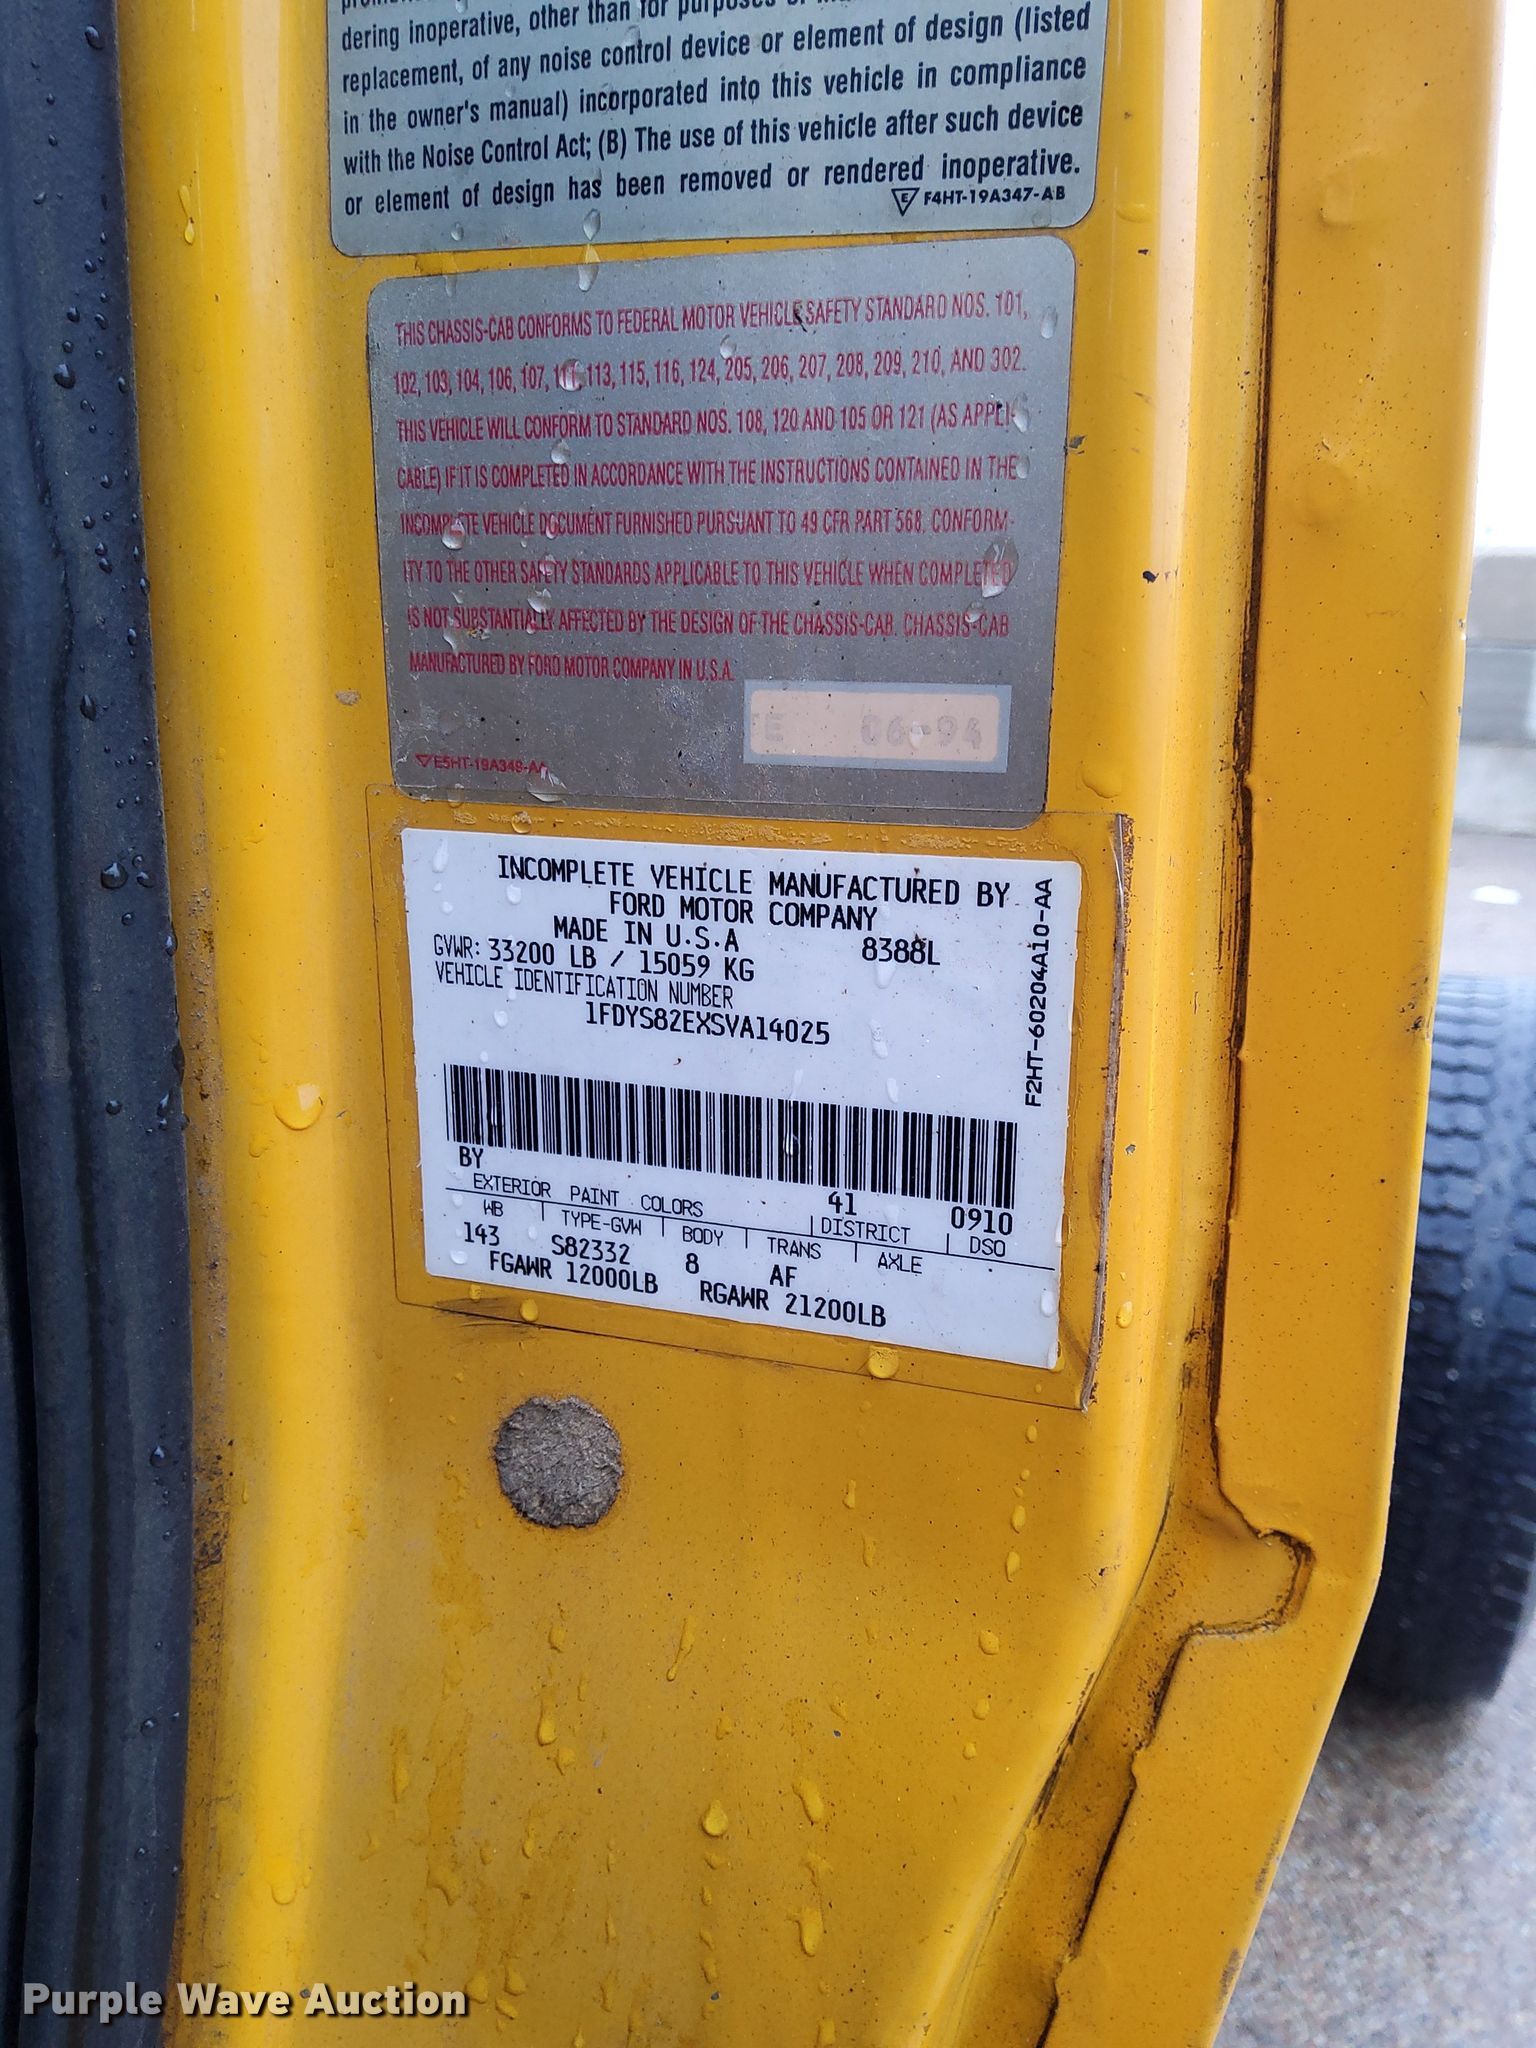 dering inoperative, other than for purposes of
replacement, of any noise control device or element of design (listed
in the owner's manual) incorporated into this vehicle in compliance
with the Noise Control Act; (B) The use of this vehicle after such device
or element of design has been removed or rendered inoperative.
E F4HT-19A347-AB
THIS CHASSIS-CAB CONFORMS TO FEDERAL MOTOR VEHICLE SAFETY STANDARD NOS. 101,
102, 103, 104, 106, 107, 111, 113, 115, 116, 124, 205, 206, 207, 208, 209, 210, AND 302.
THIS VEHICLE WILL CONFORM TO STANDARD NOS. 108, 120 AND 105 OR 121 (AS APPLI-
CABLE) IF IT IS COMPLETED IN ACCORDANCE WITH THE INSTRUCTIONS CONTAINED IN THE
INCOMPLETE VEHICLE DOCUMENT FURNISHED PURSUANT TO 49 CFR PART 568. CONFORM-
ITY TO THE OTHER SAFETY STANDARDS APPLICABLE TO THIS VEHICLE WHEN COMPLETED
IS NOT SUBSTANTIALLY AFFECTED BY THE DESIGN OF THE CHASSIS-CAB. CHASSIS-CAB
MANUFACTURED BY FORD MOTOR COMPANY IN U.S.A.
06-94
E5HT-19A349-AA
INCOMPLETE VEHICLE MANUFACTURED BY
FORD MOTOR COMPANY
MADE IN U.S.A 8388L
GVWR: 33200 LB / 15059 KG
VEHICLE IDENTIFICATION NUMBER
1FDYS82EXSVA14025
F2HT-60204A10-AA
BY 41 0910
EXTERIOR PAINT COLORS DISTRICT DSO
WB TYPE-GVW BODY TRANS AXLE
143 S82332 8 AF
FGAWR 12000LB RGAWR 21200LB
Purple Wave Auction